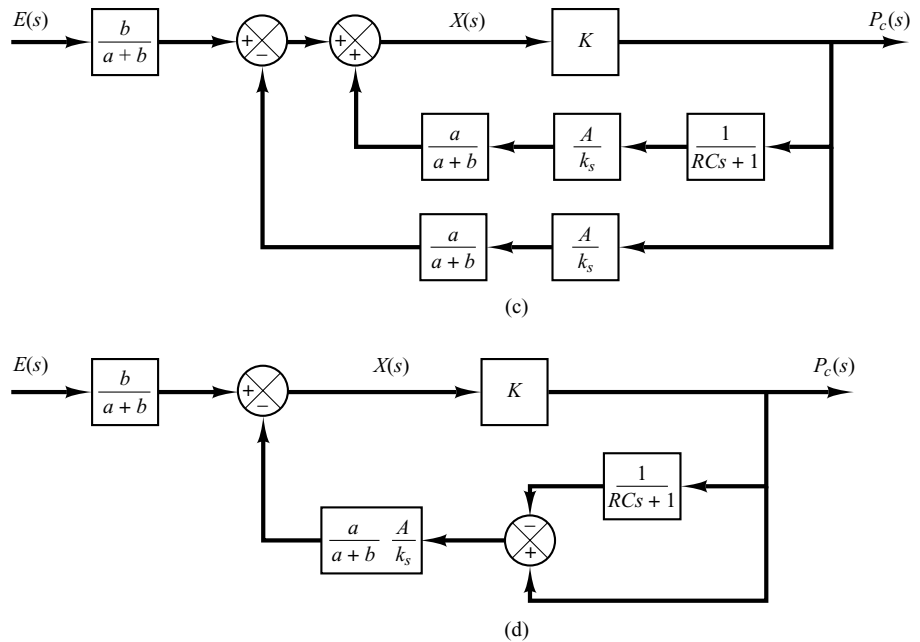 E(s) X(s) P_c(s)
b/(a + b) + − + + K
a/(a + b) A/k_s 1/(RCs + 1)
a/(a + b) A/k_s
(c)
E(s) X(s) P_c(s)
b/(a + b) + − K
1/(RCs + 1)
a/(a + b) A/k_s − +
(d)